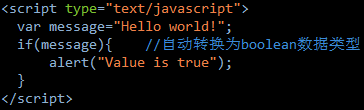 <script type="text/javascript">
  var message="Hello world!";
  if(message){    //自动转换为boolean数据类型
      alert("Value is true");
  }
</script>